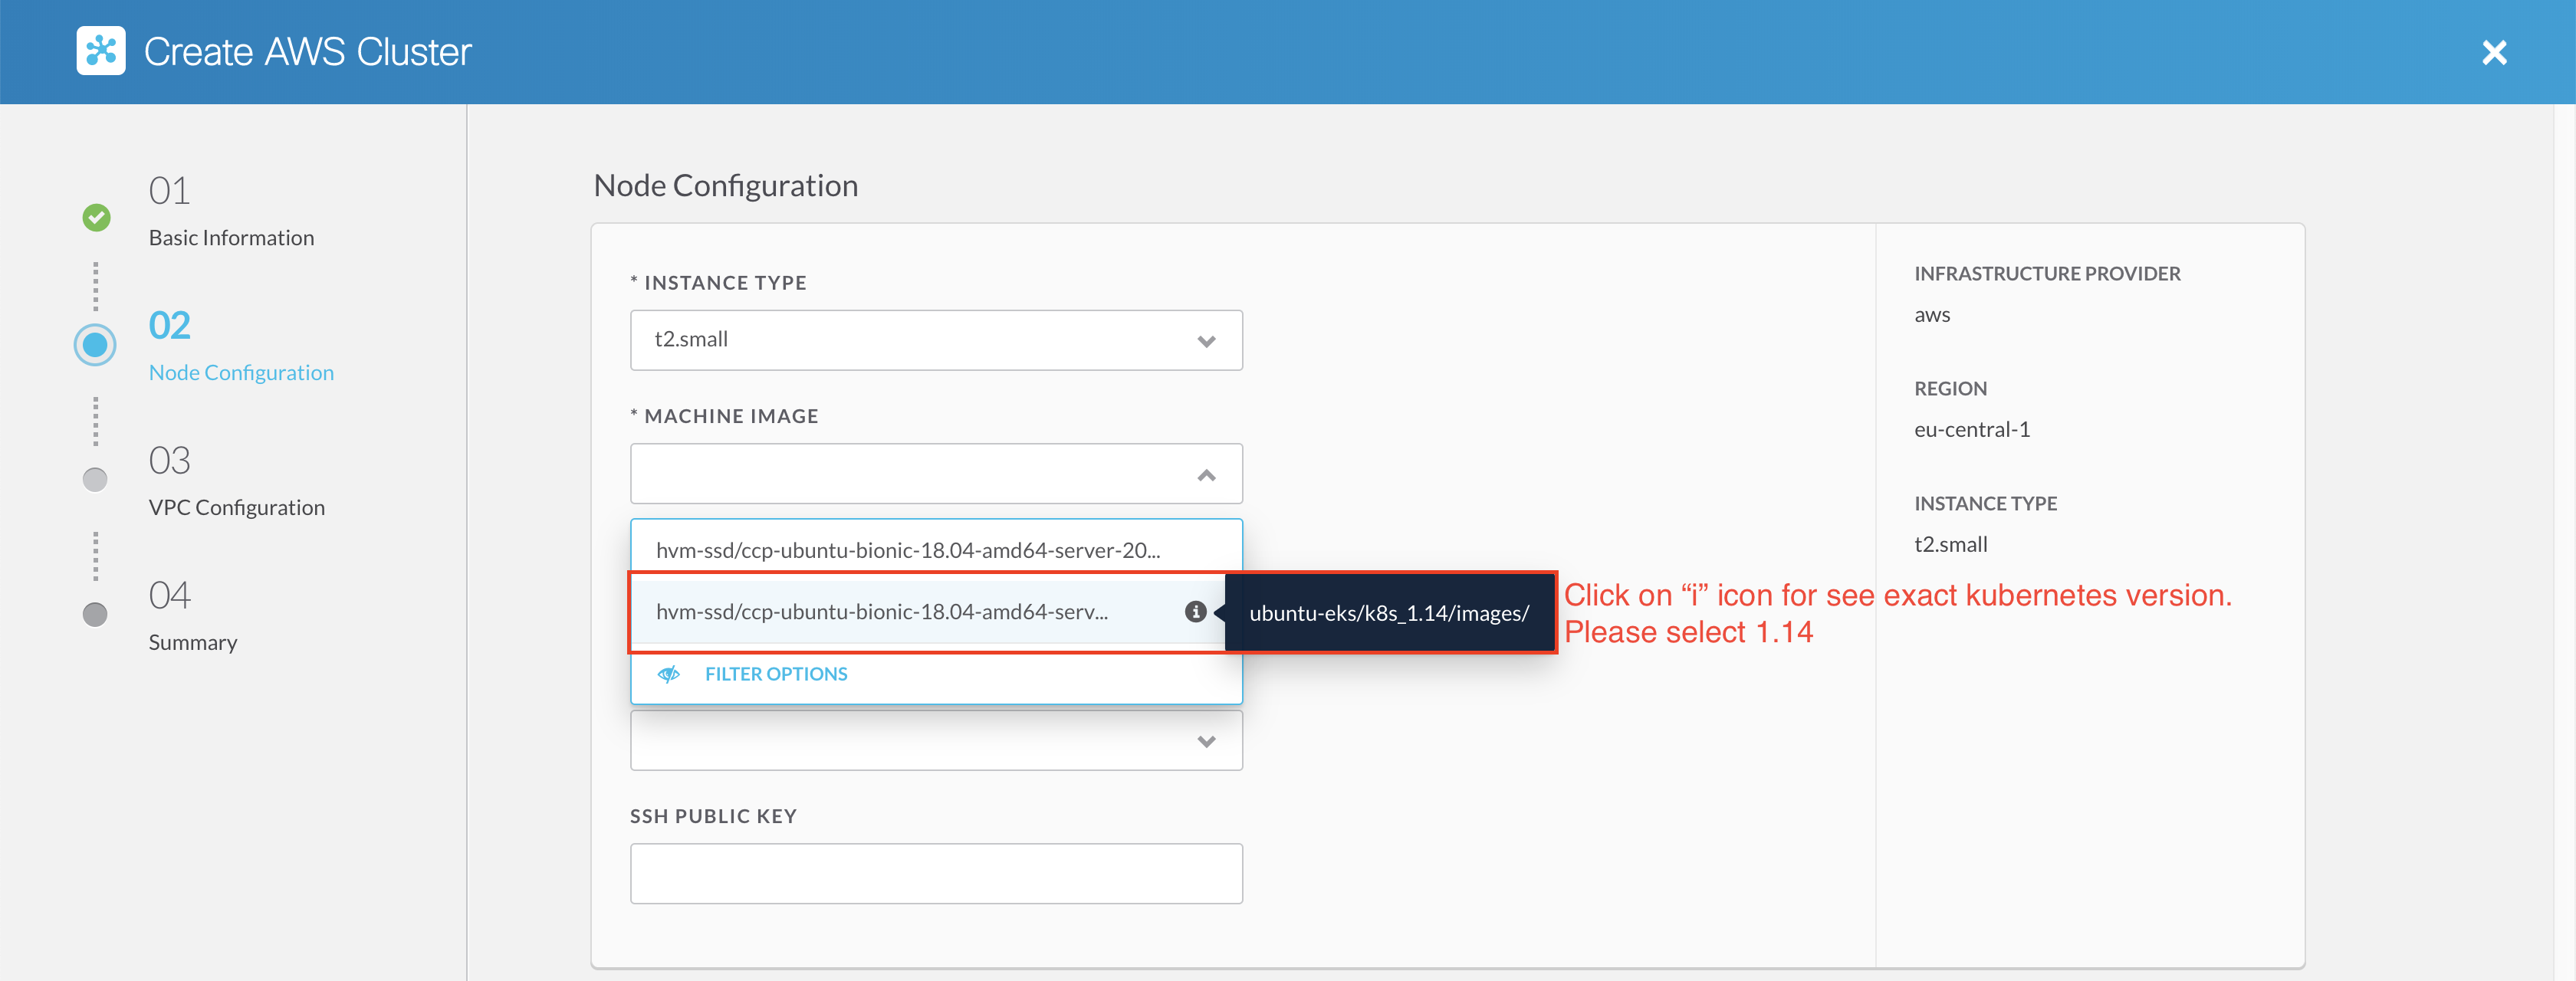 Create AWS Cluster
01
Basic Information
02
Node Configuration
03
VPC Configuration
04
Summary
Node Configuration
* INSTANCE TYPE
t2.small
* MACHINE IMAGE
hvm-ssd/ccp-ubuntu-bionic-18.04-amd64-server-20...
hvm-ssd/ccp-ubuntu-bionic-18.04-amd64-serv...
ubuntu-eks/k8s_1.14/images/
Click on “i” icon for see exact kubernetes version.
Please select 1.14
FILTER OPTIONS
SSH PUBLIC KEY
INFRASTRUCTURE PROVIDER
aws
REGION
eu-central-1
INSTANCE TYPE
t2.small